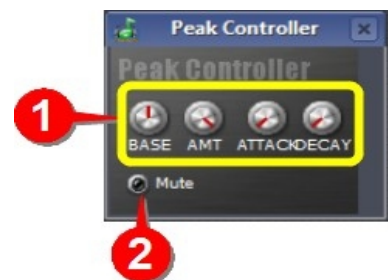 Peak Controller
Peak Controller
1
BASE AMT ATTACK DECAY
Mute
2